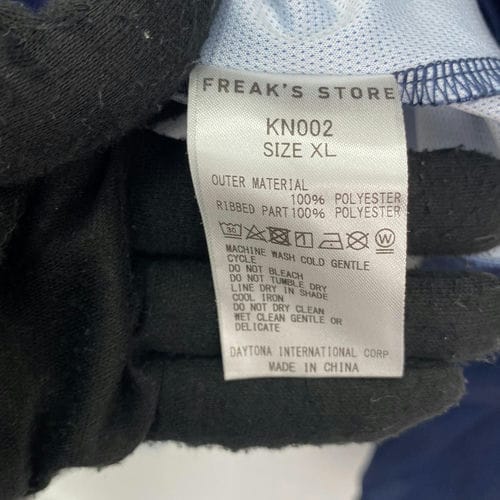 FREAK'S STORE
KN002
SIZE XL
OUTER MATERIAL
100% POLYESTER
RIBBED PART 100% POLYESTER
30 W
MACHINE WASH COLD GENTLE
CYCLE
DO NOT BLEACH
DO NOT TUMBLE DRY
LINE DRY IN SHADE
COOL IRON
DO NOT DRY CLEAN
WET CLEAN GENTLE OR
DELICATE
DAYTONA INTERNATIONAL CORP
MADE IN CHINA